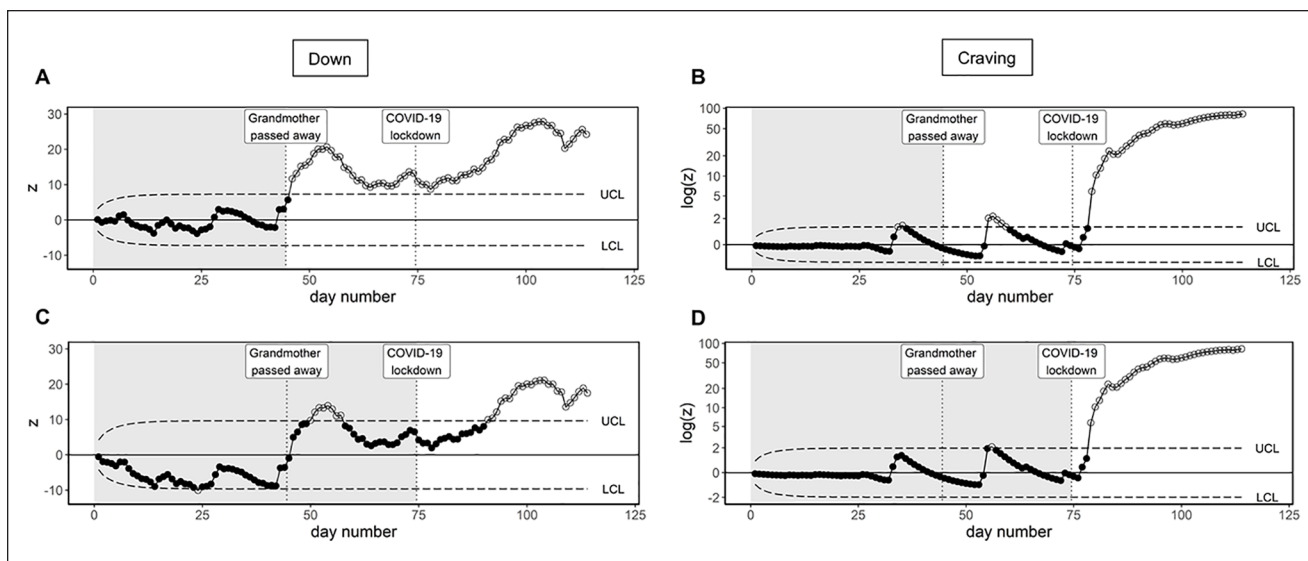 Down
Craving
A
30
20
10
0
-10
z
Grandmother
passed away
COVID-19
lockdown
UCL
LCL
0
25
50
75
100
125
day number
B
100
50
20
10
5
2
0
log(z)
Grandmother
passed away
COVID-19
lockdown
UCL
LCL
0
25
50
75
100
125
day number
C
30
20
10
0
-10
z
Grandmother
passed away
COVID-19
lockdown
UCL
LCL
0
25
50
75
100
125
day number
D
100
50
20
10
5
2
0
-2
log(z)
Grandmother
passed away
COVID-19
lockdown
UCL
LCL
0
25
50
75
100
125
day number